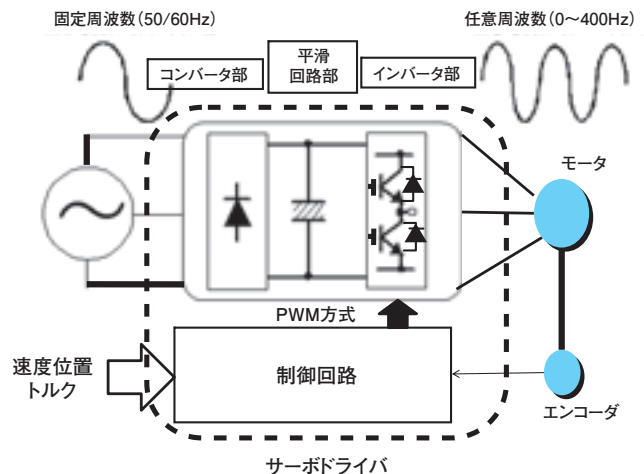 固定周波数(50/60Hz)
任意周波数(0〜400Hz)
コンバータ部
平滑
回路部
インバータ部
モータ
PWM方式
速度位置
トルク
制御回路
エンコーダ
サーボドライバ